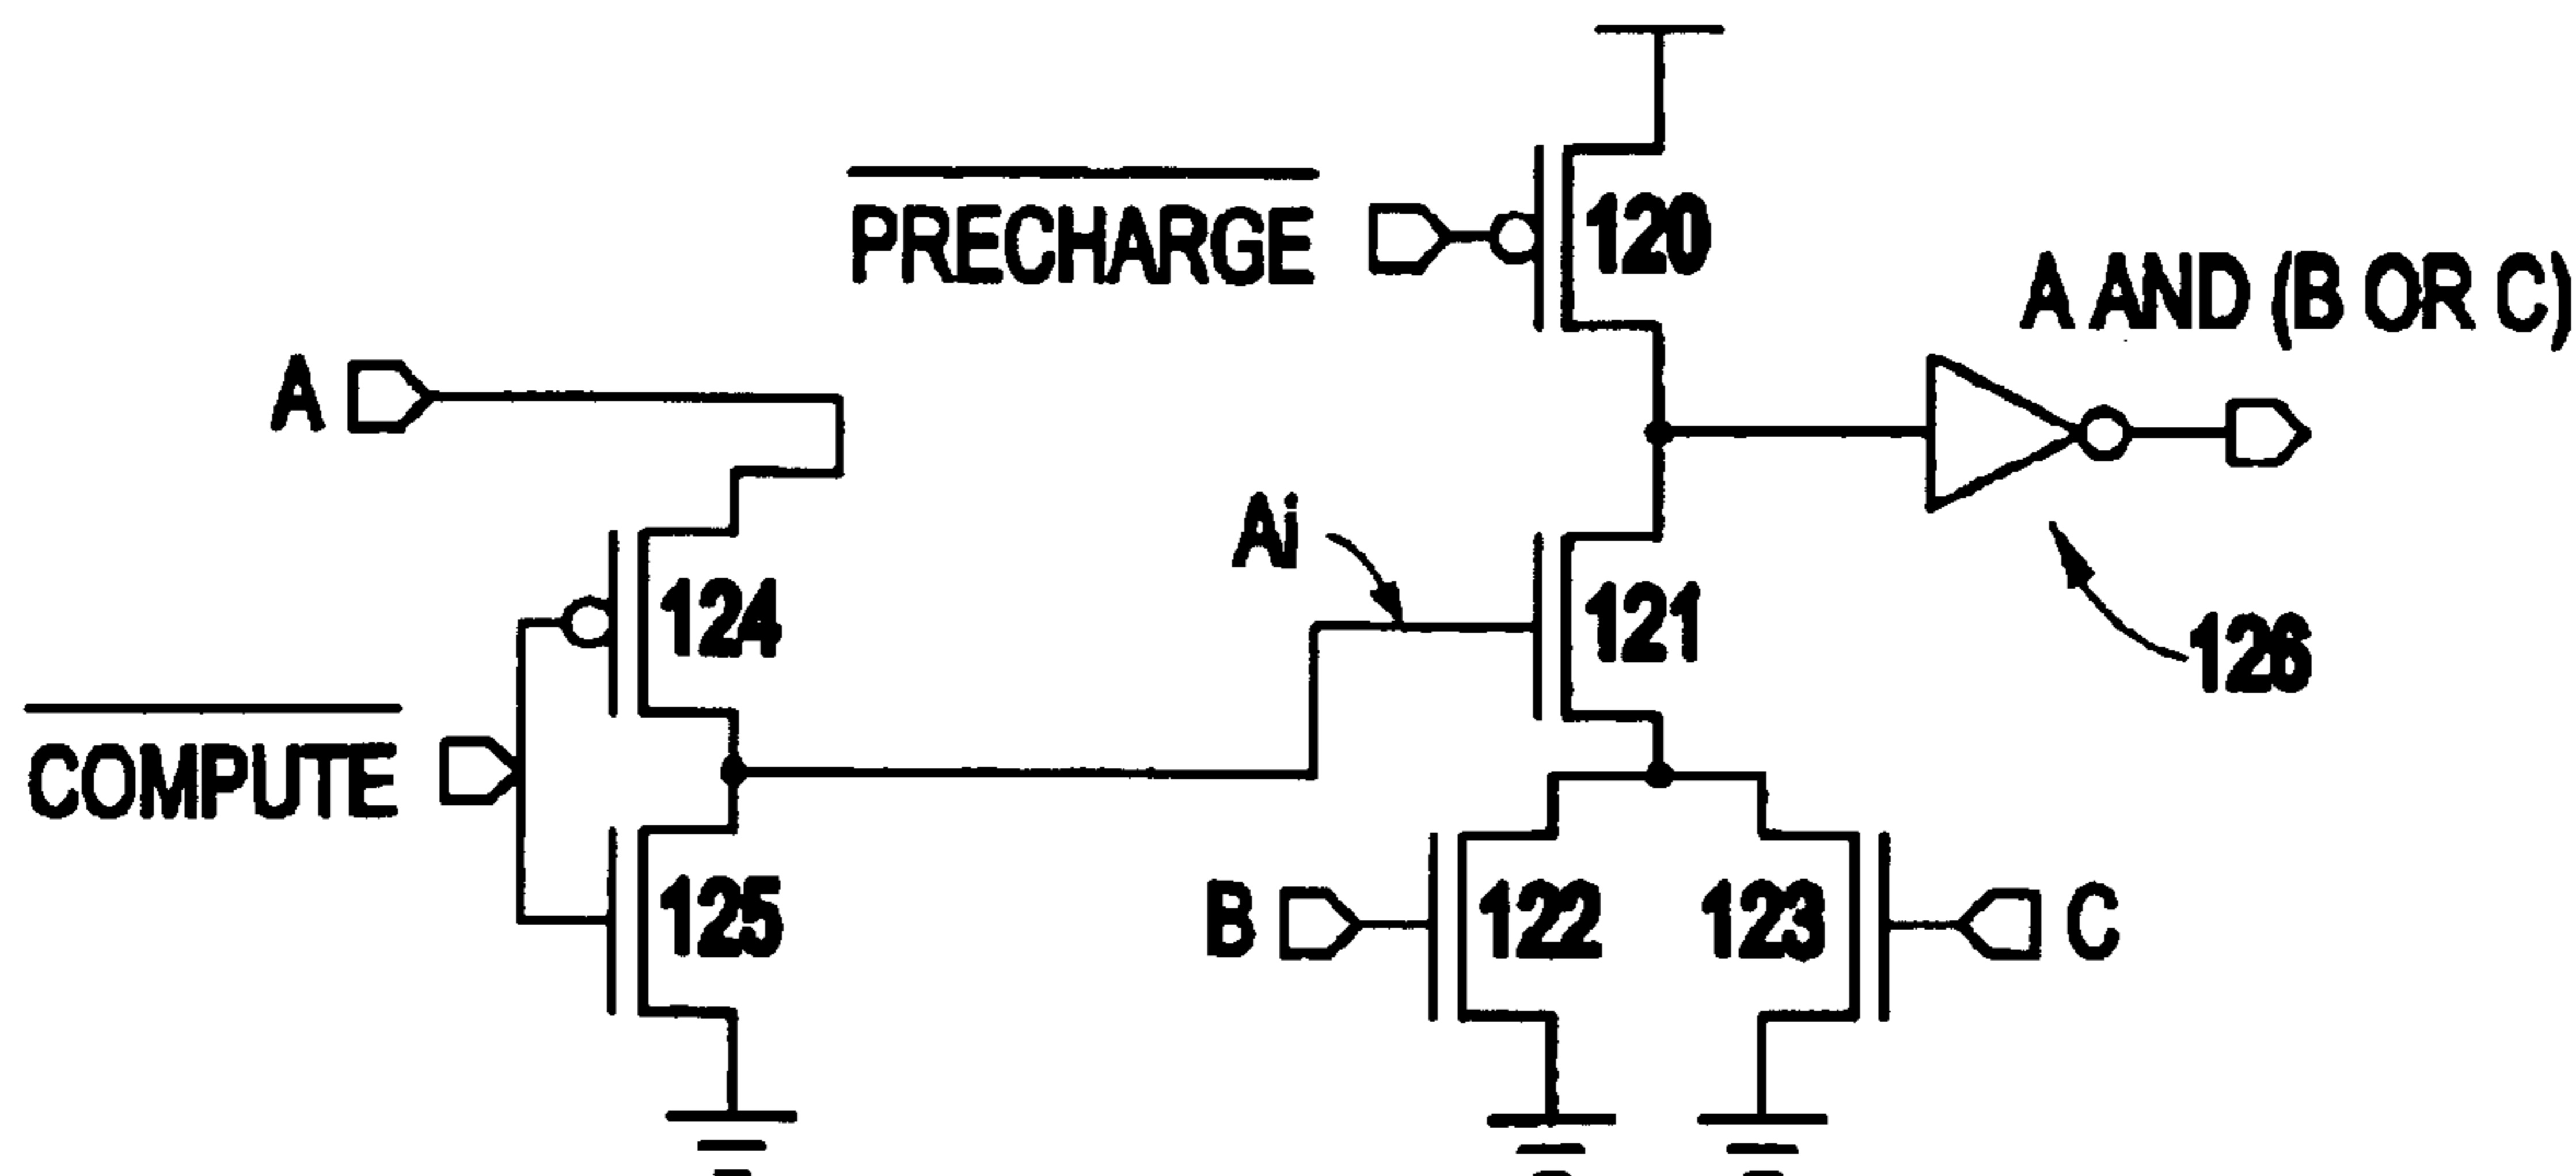 PRECHARGE
120
A AND (B OR C)
A
Ai
124
121
126
COMPUTE
125
B
122
123
C